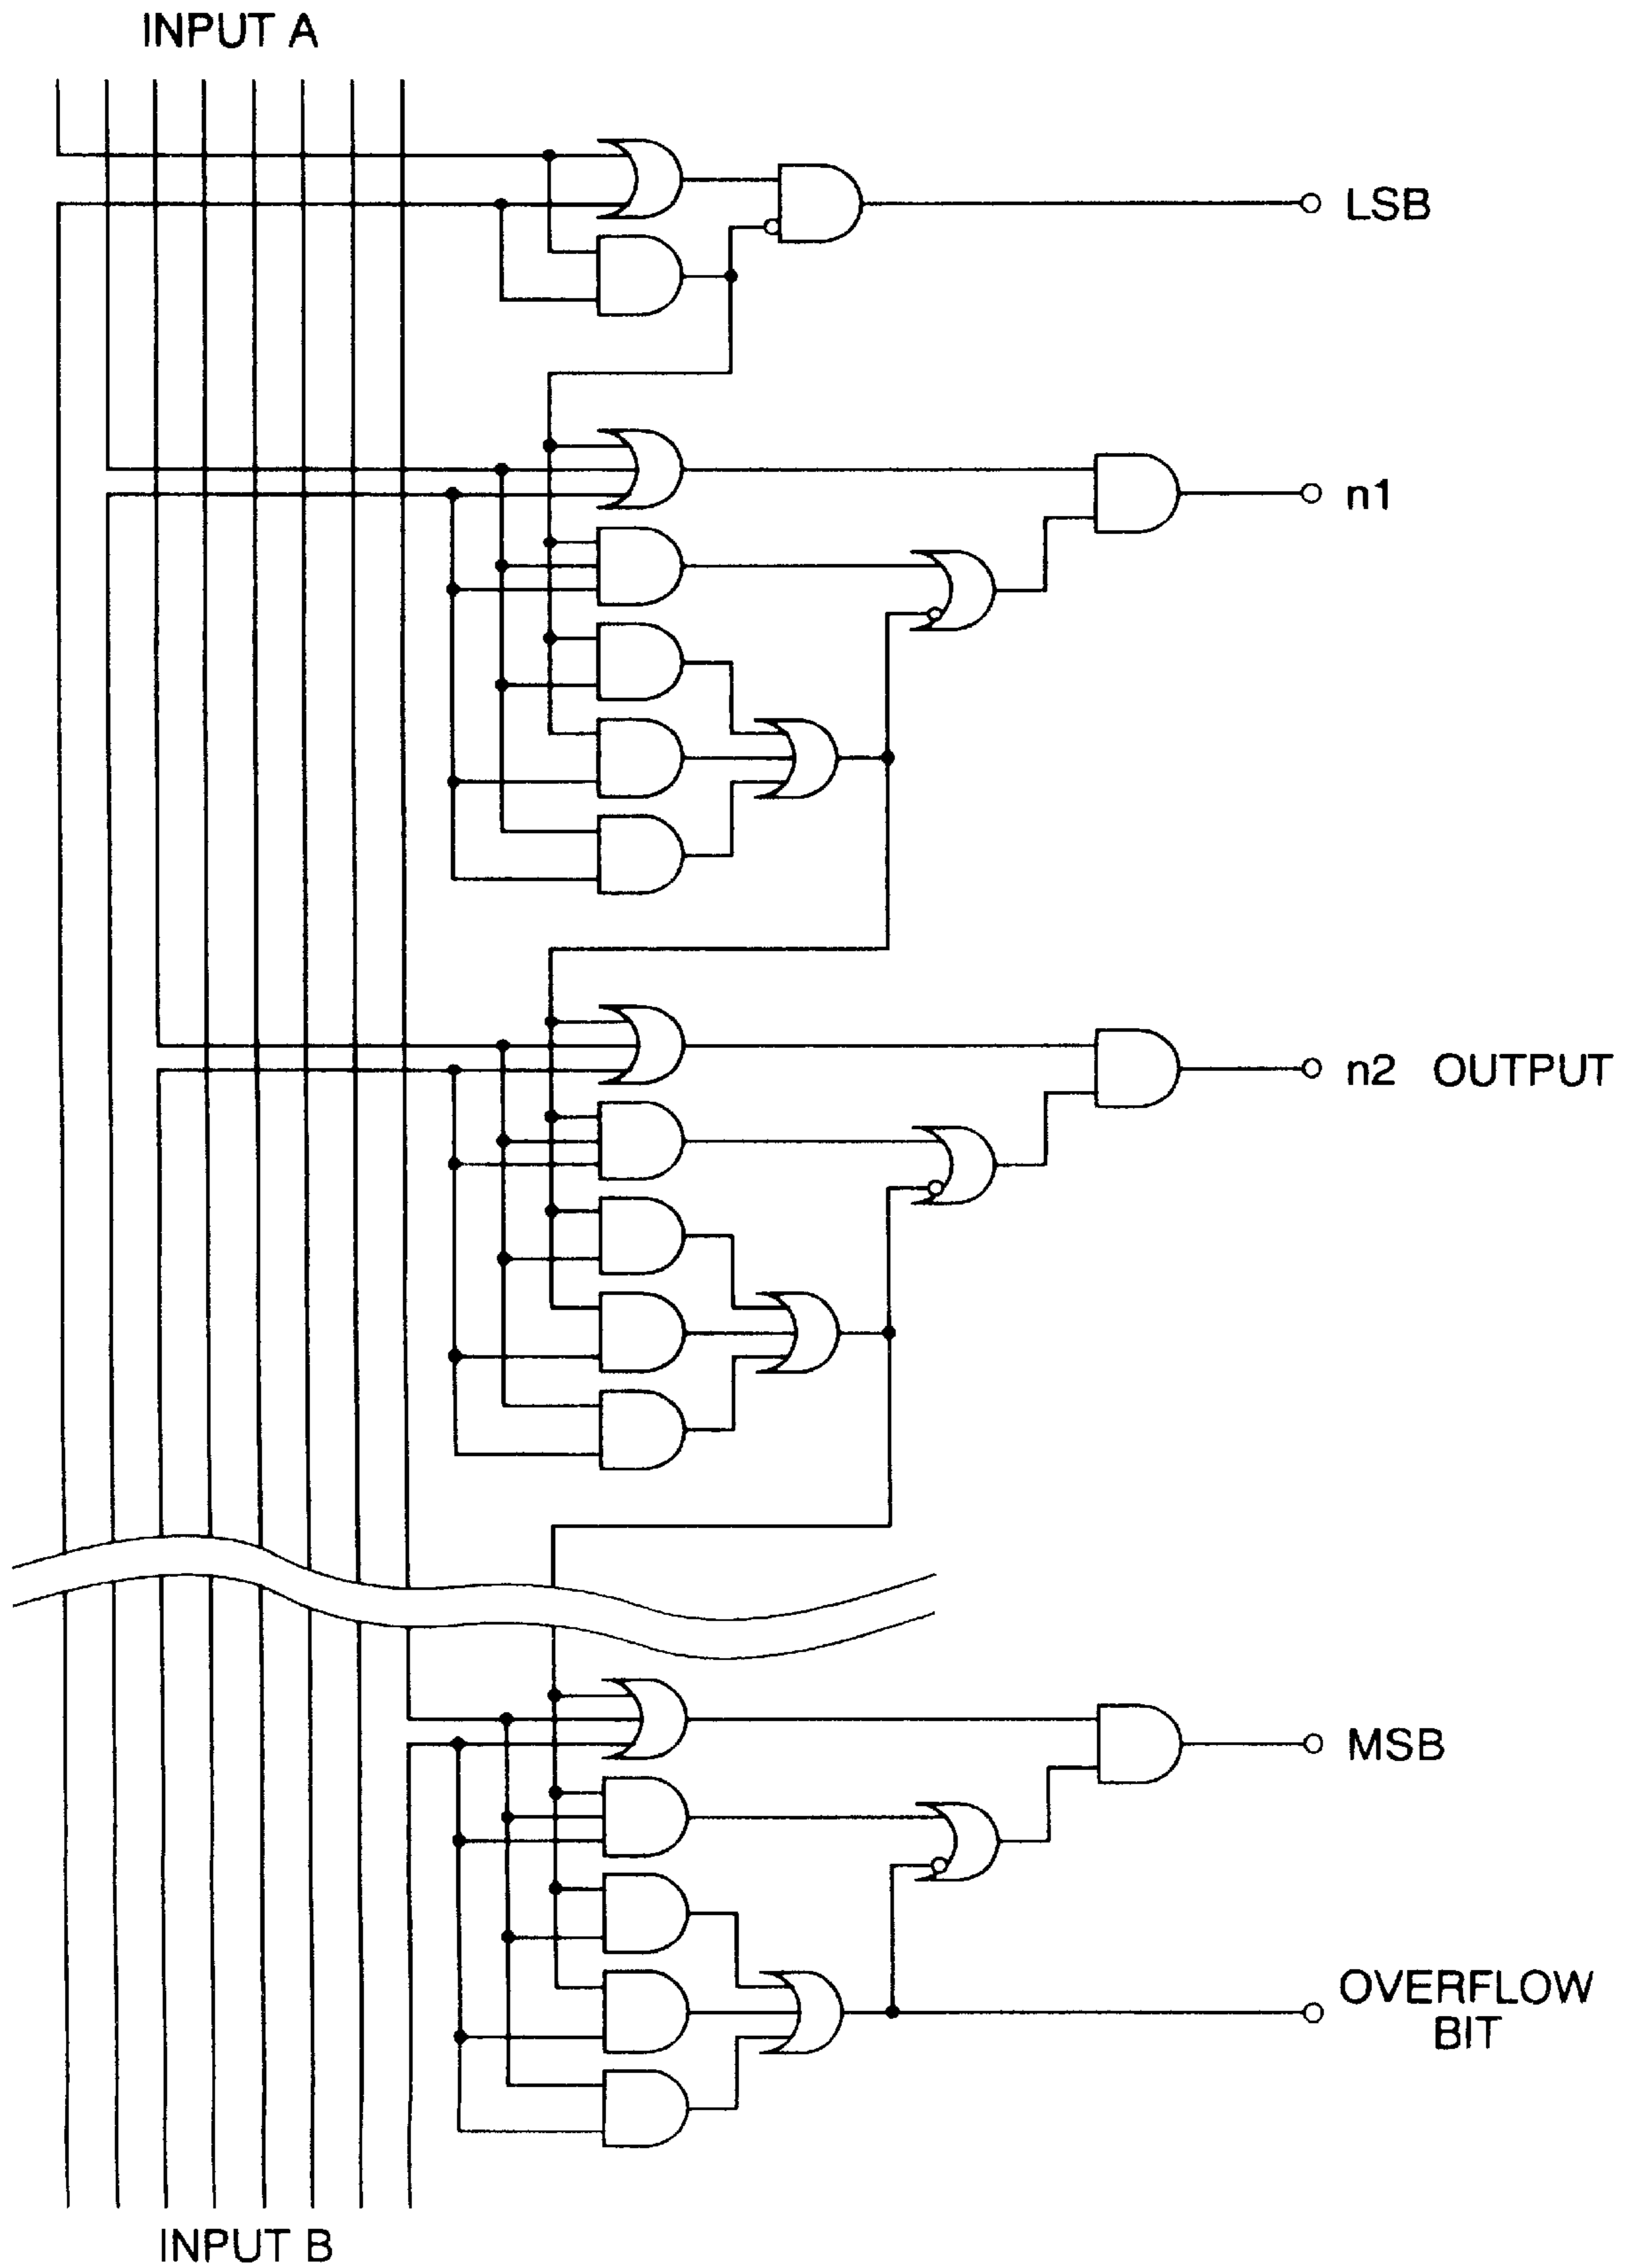 INPUT A
LSB
n1
n2 OUTPUT
MSB
OVERFLOW
BIT
INPUT B